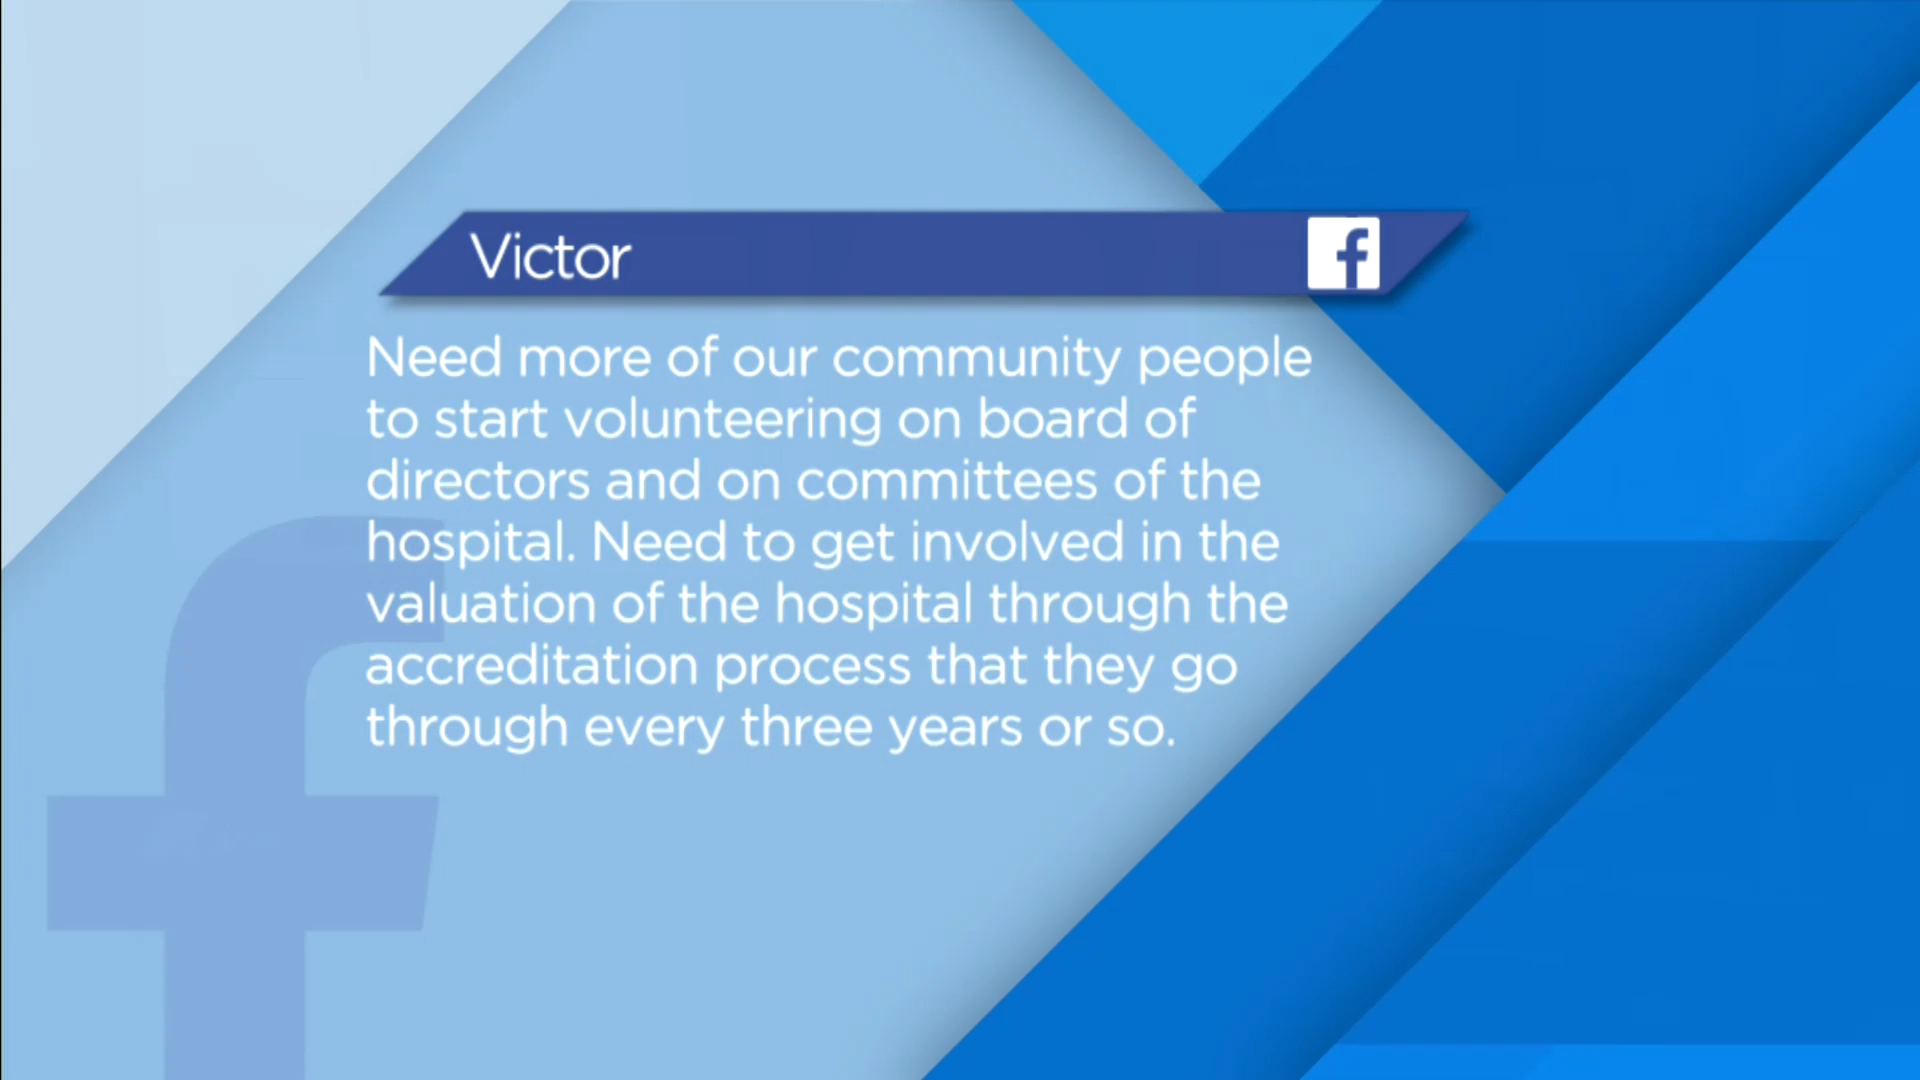 Victor
Need more of our community people
to start volunteering on board of
directors and on committees of the
hospital. Need to get involved in the
valuation of the hospital through the
accreditation process that they go
through every three years or so.